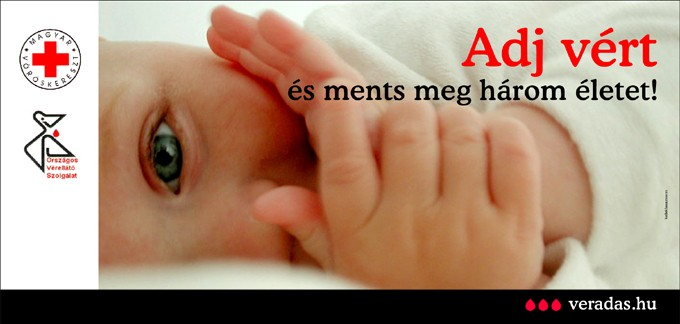 MAGYAR
VÖRÖSKERESZT
Országos
Vérellátó
Szolgálat
Adj vért
és ments meg három életet!
veradas.hu